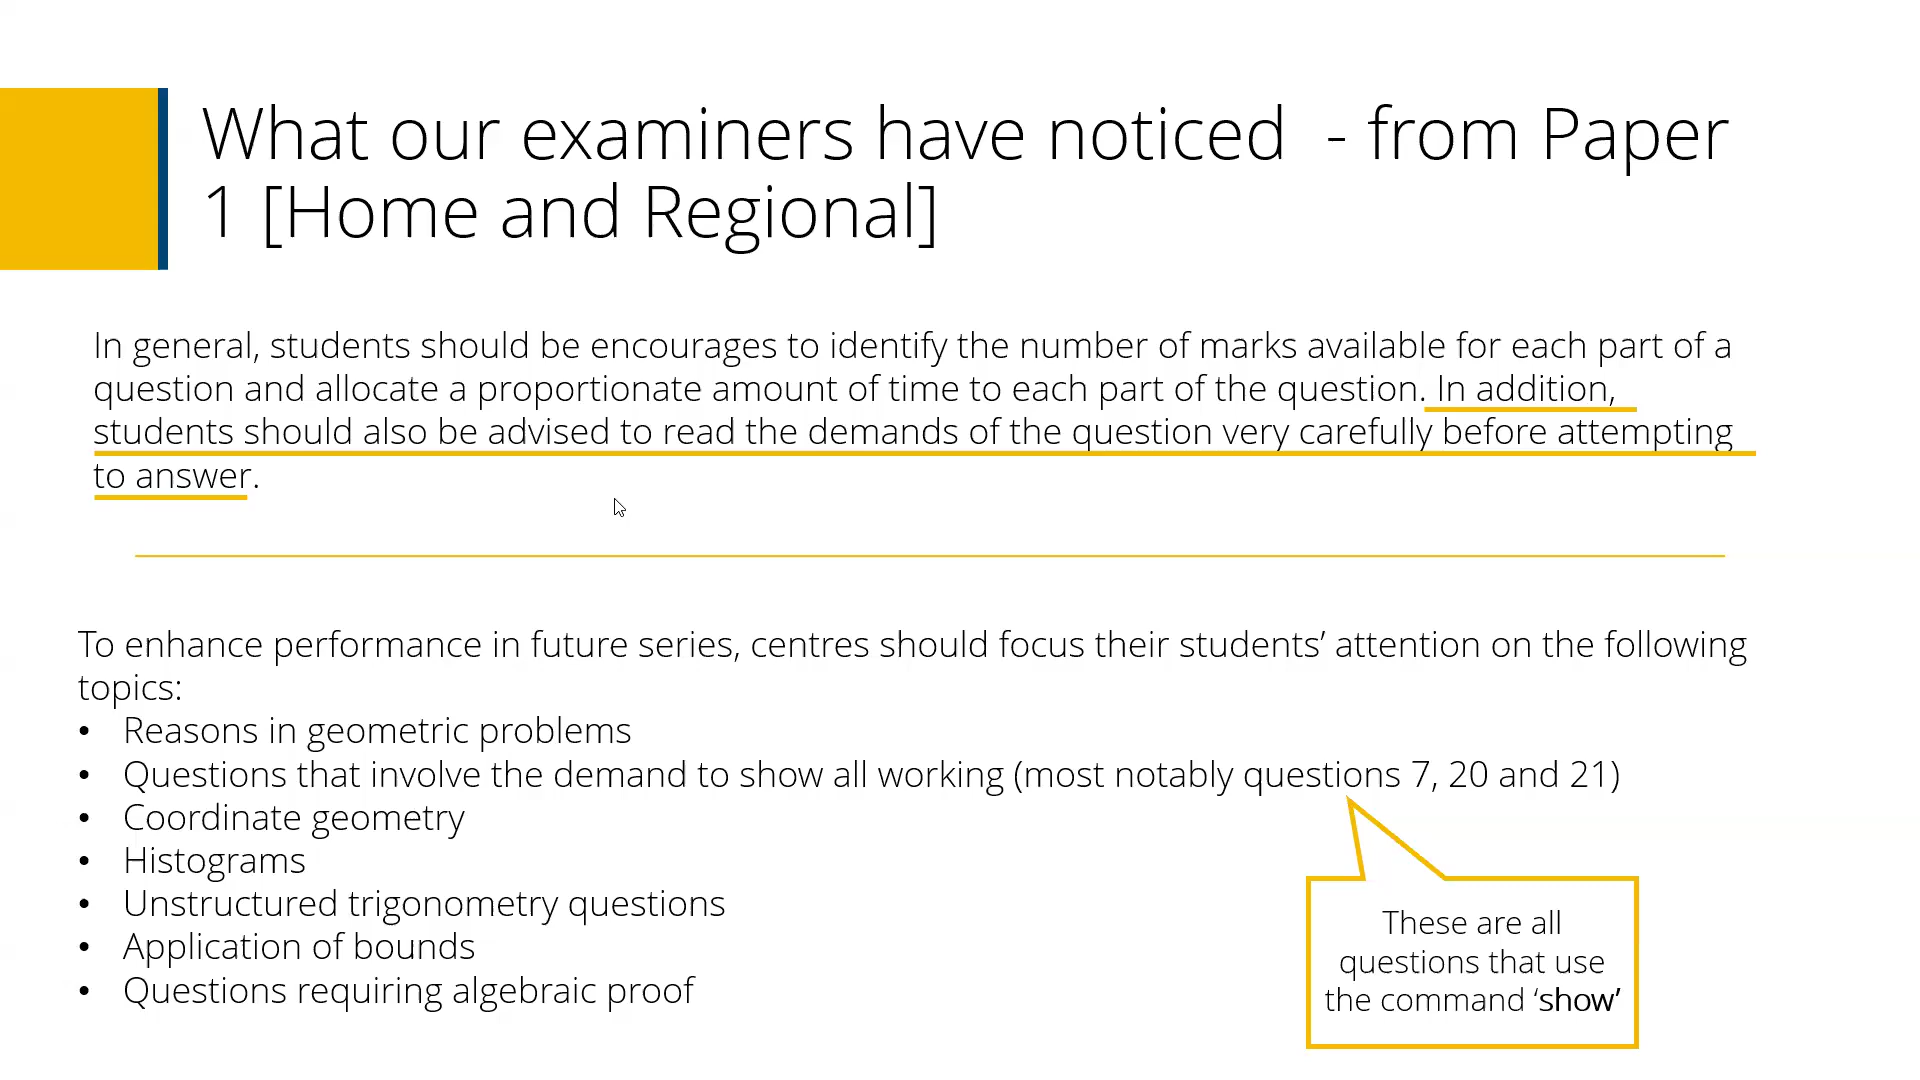 What our examiners have noticed  - from Paper
1 [Home and Regional]
In general, students should be encourages to identify the number of marks available for each part of a
question and allocate a proportionate amount of time to each part of the question. In addition,
students should also be advised to read the demands of the question very carefully before attempting
to answer.
To enhance performance in future series, centres should focus their students’ attention on the following
topics:
• Reasons in geometric problems
• Questions that involve the demand to show all working (most notably questions 7, 20 and 21)
• Coordinate geometry
• Histograms
• Unstructured trigonometry questions
• Application of bounds
• Questions requiring algebraic proof
These are all
questions that use
the command ‘show’